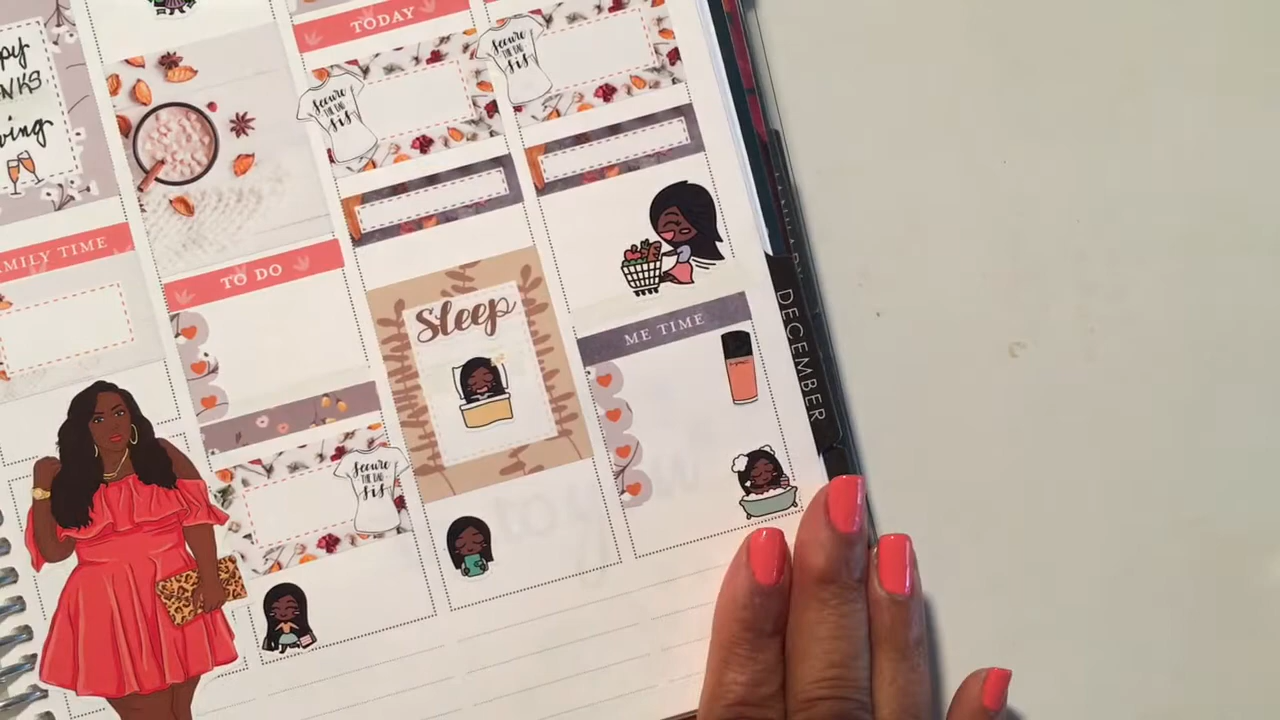 TODAY
Secure
THE BAG
Sis
Secure
THE BAG
Sis
ving
MILY TIME
TO DO
Sleep
ME TIME
Secure
THE BAG
Sis
DECEMBER